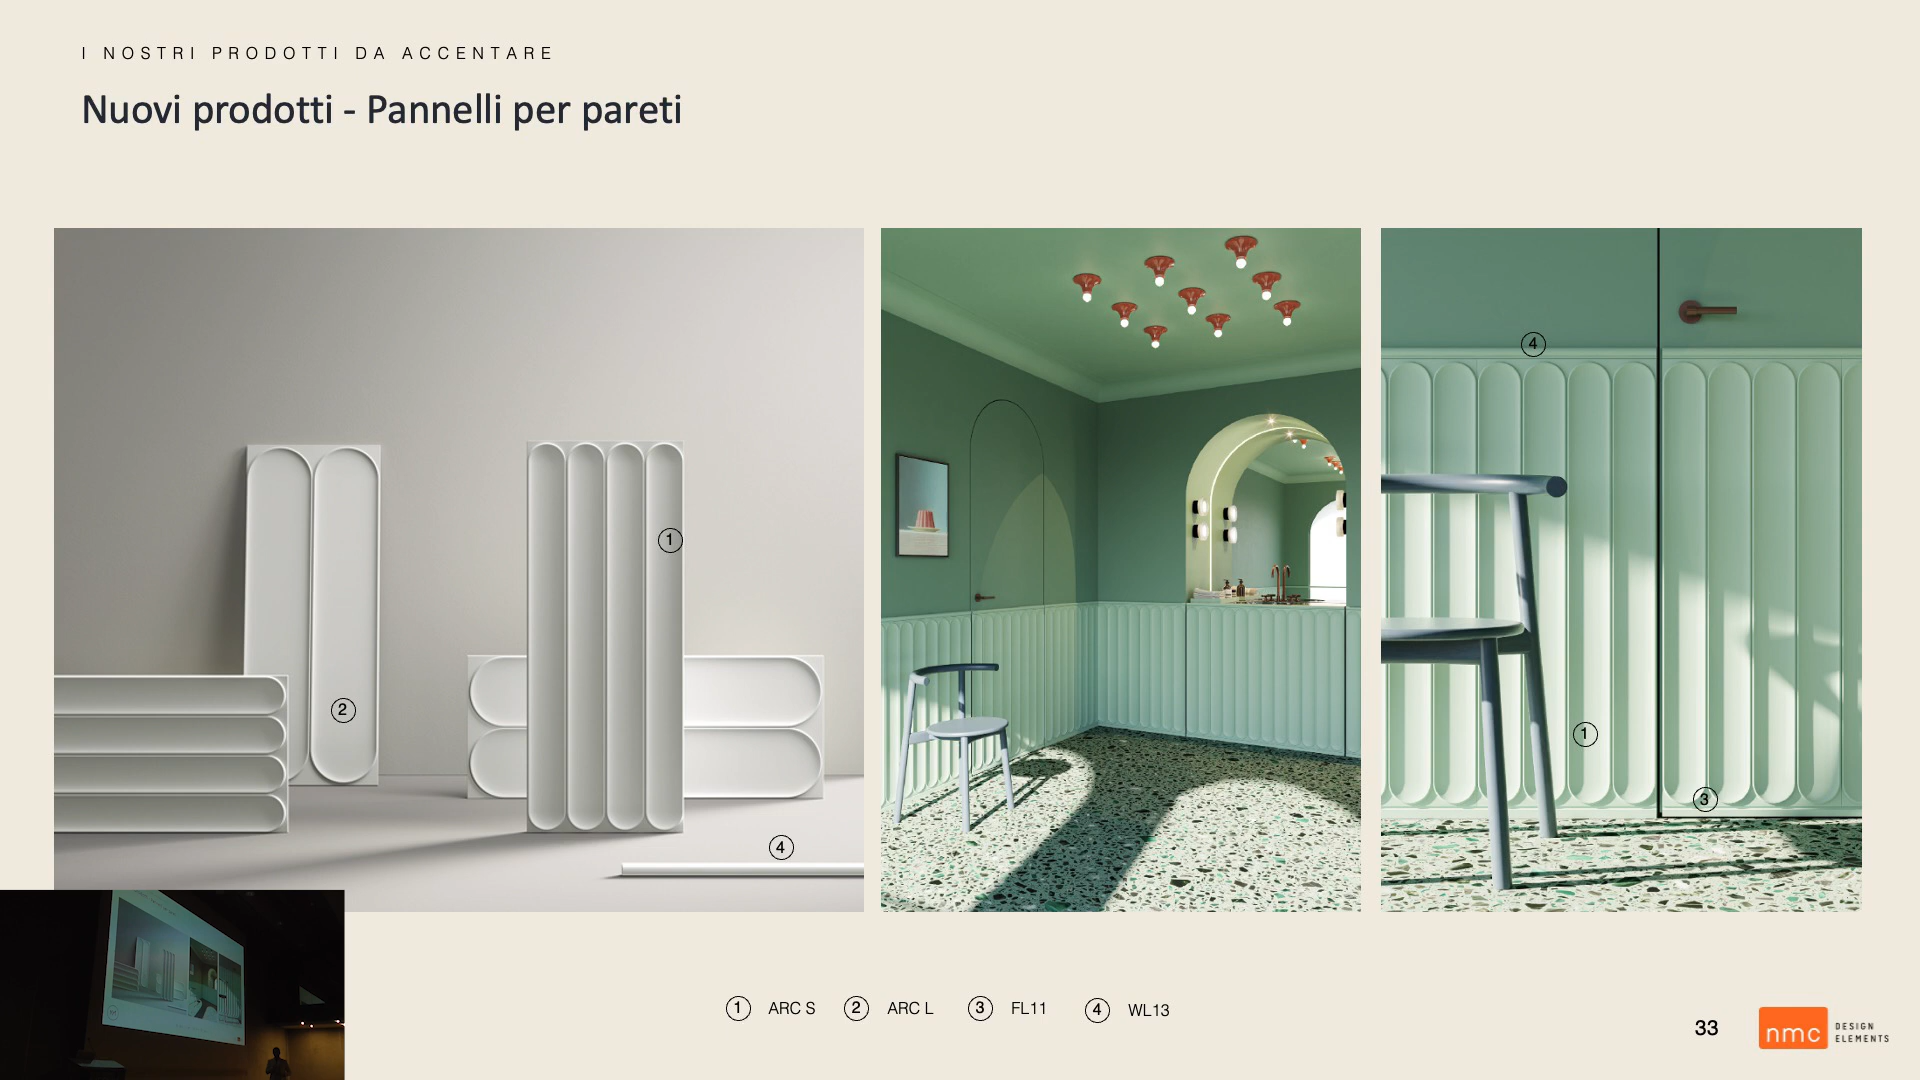 I NOSTRI PRODOTTI DA ACCENTARE
Nuovi prodotti - Pannelli per pareti
4
1
2
1
3
4
1 ARC S 2 ARC L 3 FL11 4 WL13
33
nmc DESIGN
ELEMENTS